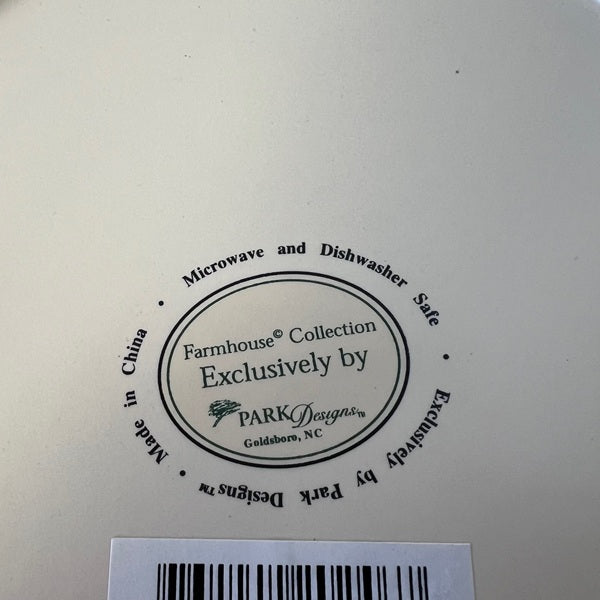 Microwave and Dishwasher Safe
• Exclusively by Park Designs™
• Made in China •
Farmhouse© Collection
Exclusively by
PARK Designs™
Goldsboro, NC